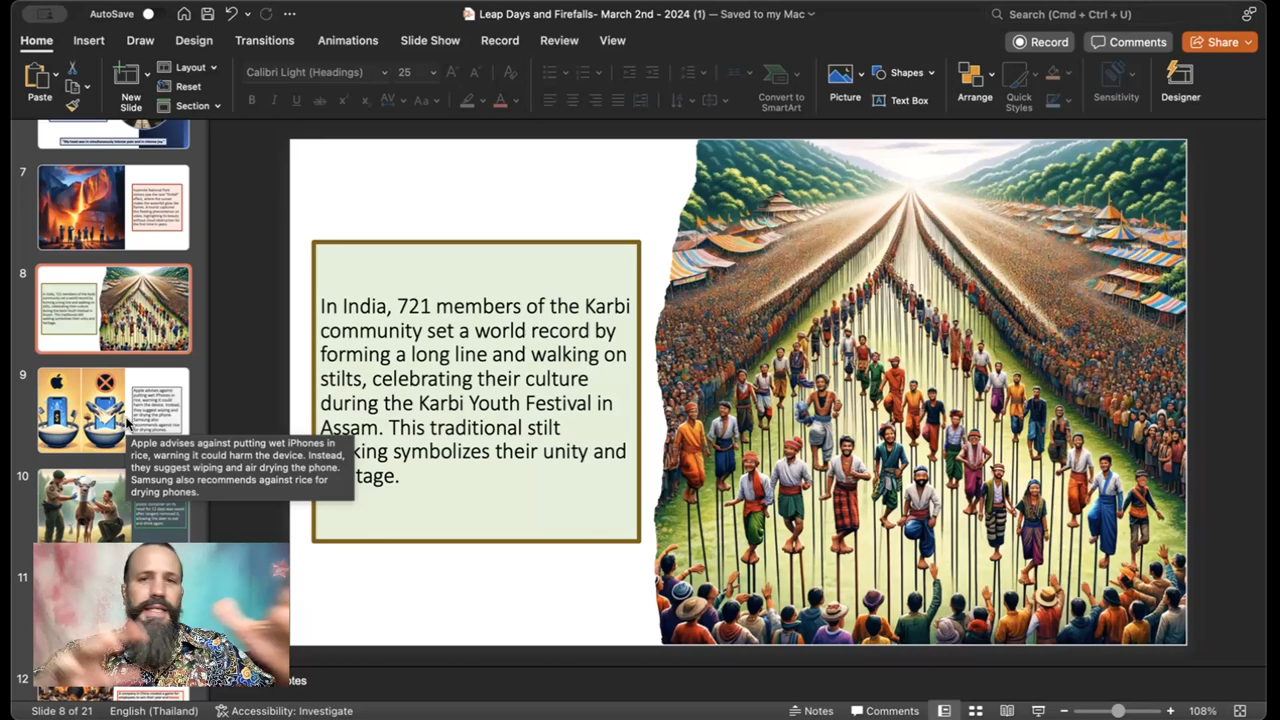 AutoSave
Leap Days and Firefalls- March 2nd - 2024 (1) — Saved to my Mac
Search (Cmd + Ctrl + U)
Home Insert Draw Design Transitions Animations Slide Show Record Review View
Record Comments Share
Paste
New Slide
Layout
Reset
Section
Calibri Light (Headings) 25
Convert to SmartArt
Picture
Shapes
Text Box
Arrange
Quick Styles
Sensitivity
Designer
7
8
9
10
11
12
In India, 721 members of the Karbi
community set a world record by
forming a long line and walking on
stilts, celebrating their culture
during the Karbi Youth Festival in
Assam. This traditional stilt
king symbolizes their unity and
tage.
Apple advises against putting wet iPhones in
rice, warning it could harm the device. Instead,
they suggest wiping and air drying the phone.
Samsung also recommends against rice for
drying phones.
otes
Slide 8 of 21 English (Thailand) Accessibility: Investigate Notes Comments 108%